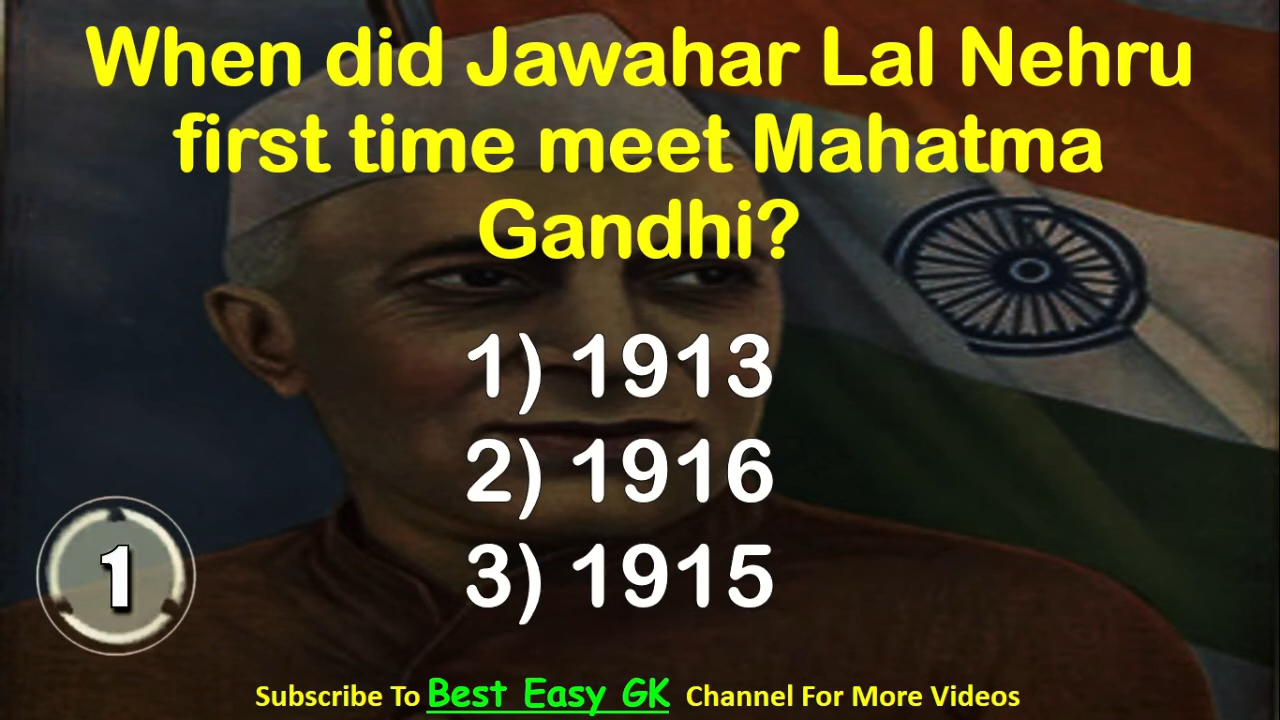 When did Jawahar Lal Nehru
first time meet Mahatma
Gandhi?
1) 1913
2) 1916
3) 1915
1
Subscribe To Best Easy GK Channel For More Videos